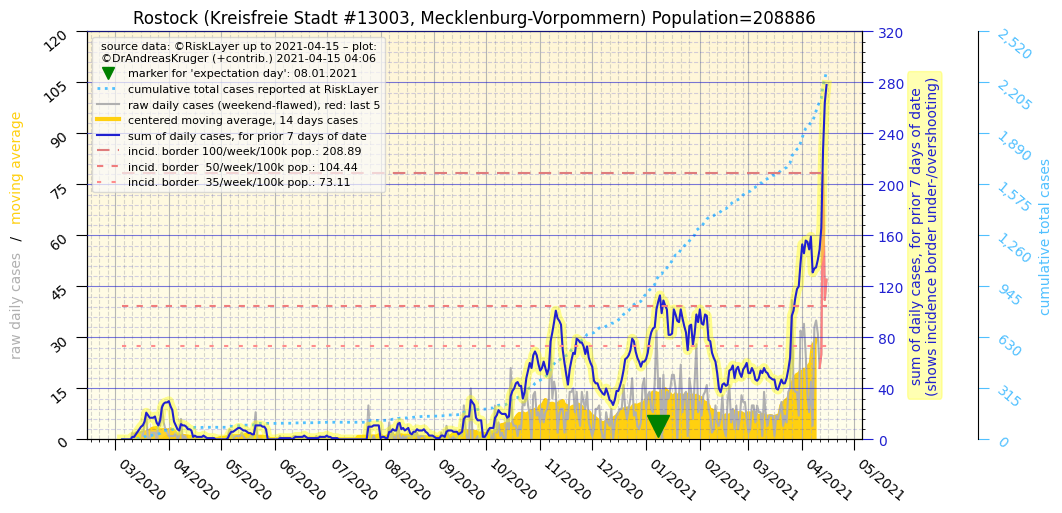 Rostock (Kreisfreie Stadt #13003, Mecklenburg-Vorpommern) Population=208886
source data: ©RiskLayer up to 2021-04-15 – plot:
©DrAndreasKruger (+contrib.) 2021-04-15 04:06
marker for 'expectation day': 08.01.2021
cumulative total cases reported at RiskLayer
raw daily cases (weekend-flawed), red: last 5
centered moving average, 14 days cases
sum of daily cases, for prior 7 days of date
incid. border 100/week/100k pop.: 208.89
incid. border  50/week/100k pop.: 104.44
incid. border  35/week/100k pop.: 73.11
raw daily cases  /  moving average
120
105
90
75
60
45
30
15
0
03/2020
04/2020
05/2020
06/2020
07/2020
08/2020
09/2020
10/2020
11/2020
12/2020
01/2021
02/2021
03/2021
04/2021
05/2021
320
280
240
200
160
120
80
40
0
sum of daily cases, for prior 7 days of date
(shows incidence border under-/overshooting)
2,520
2,205
1,890
1,575
1,260
945
630
315
0
cumulative total cases